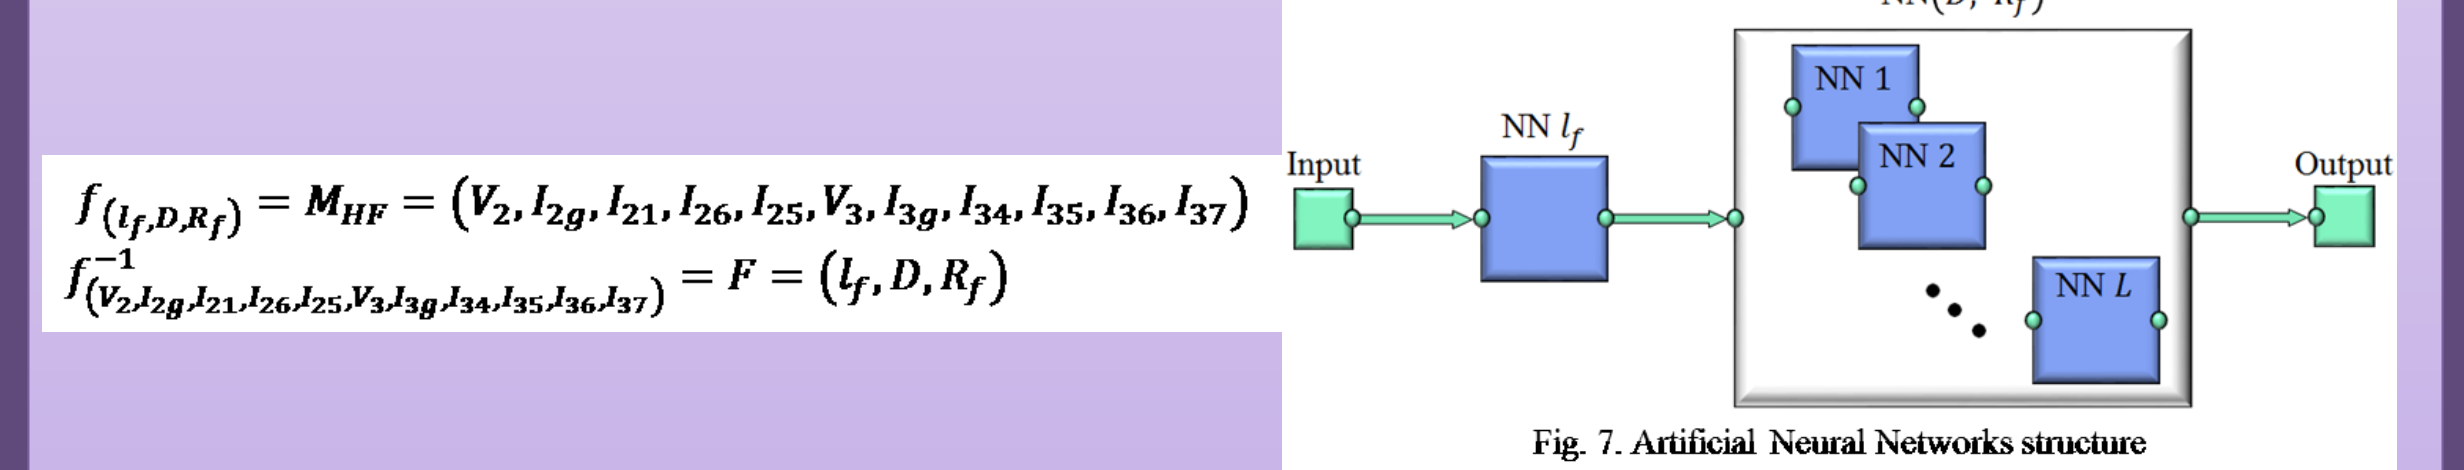 f(l_f,D,R_f) = M_HF = (V_2, I_2g, I_21, I_26, I_25, V_3, I_3g, I_34, I_35, I_36, I_37)
f^-1(V_2,I_2g,I_21,I_26,I_25,V_3,I_3g,I_34,I_35,I_36,I_37) = F = (l_f, D, R_f)
NN(D, R_f)
NN 1
NN l_f
NN 2
Input
Output
NN L
Fig. 7. Artificial Neural Networks structure